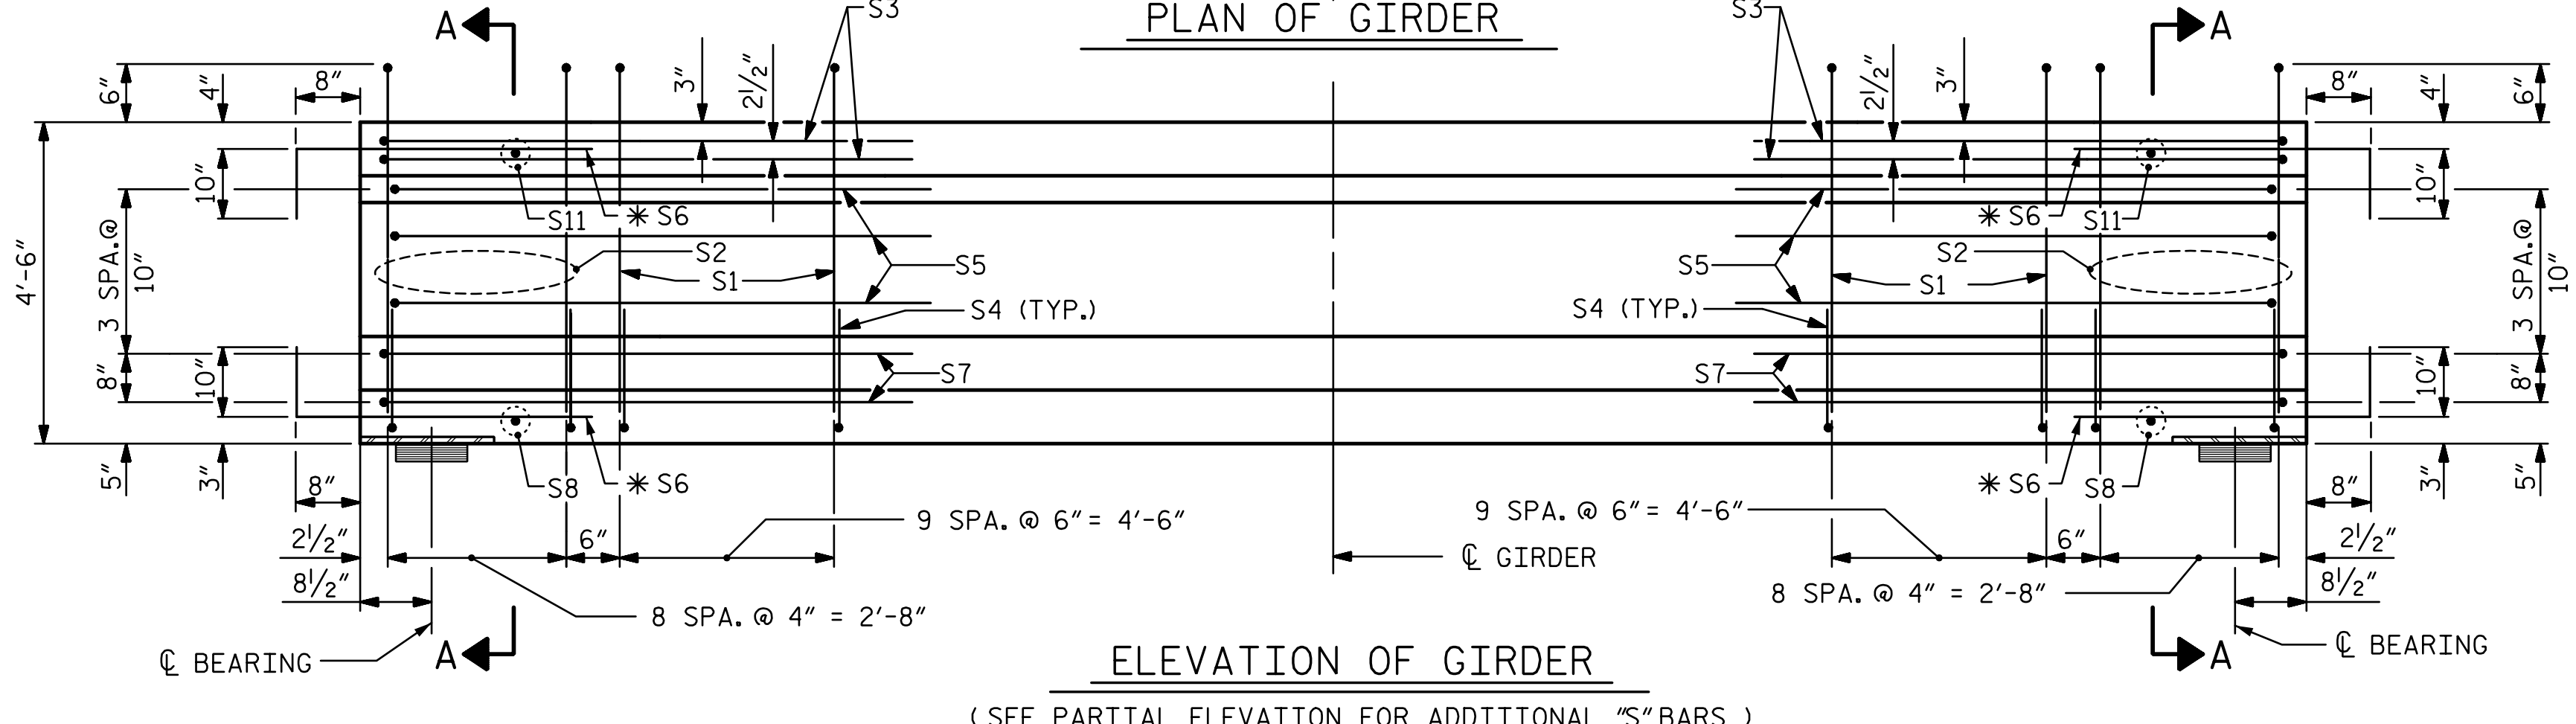 PLAN OF GIRDER
S3
S3
A
A
6"
4"
8"
3"
2 1/2"
2 1/2"
3"
8"
4"
6"
4'-6"
3 SPA.@
10"
10"
S11
✳ S6
S2
S1
S5
S4 (TYP.)
S7
✳ S6
S11
S2
S1
S5
S4 (TYP.)
S7
10"
3 SPA.@
10"
8"
10"
10"
8"
5"
3"
8"
S8
✳ S6
✳ S6
S8
8"
3"
5"
2 1/2"
6"
9 SPA. @ 6" = 4'-6"
9 SPA. @ 6" = 4'-6"
6"
2 1/2"
8 1/2"
℄ GIRDER
8 1/2"
8 SPA. @ 4" = 2'-8"
8 SPA. @ 4" = 2'-8"
℄ BEARING
A
A
℄ BEARING
ELEVATION OF GIRDER
(SEE PARTIAL ELEVATION FOR ADDITIONAL "S" BARS.)